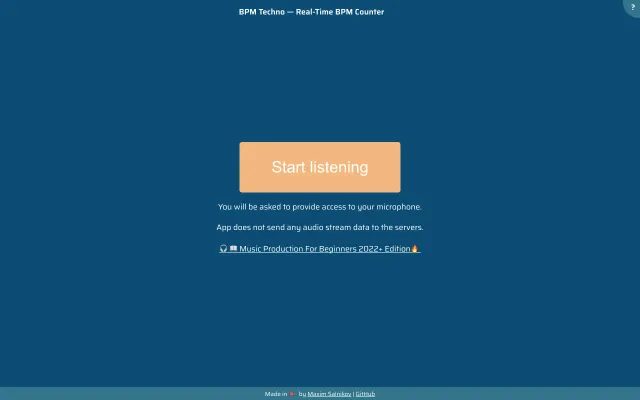 BPM Techno — Real-Time BPM Counter
?
Start listening
You will be asked to provide access to your microphone.
App does not send any audio stream data to the servers.
🎧 📖 Music Production For Beginners 2022+ Edition🔥
Made in 🇳🇴 by Maxim Salnikov | GitHub